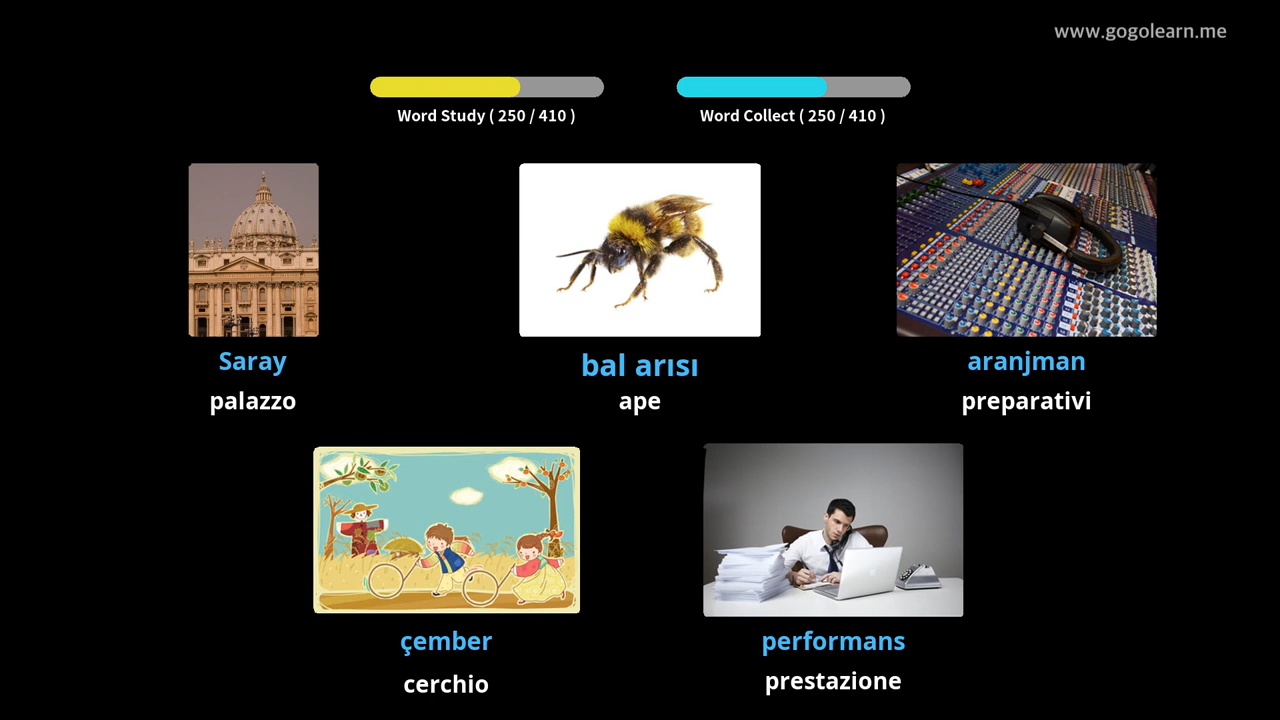 www.gogolearn.me
Word Study ( 250 / 410 )
Word Collect ( 250 / 410 )
Saray
palazzo
bal arısı
ape
aranjman
preparativi
çember
cerchio
performans
prestazione